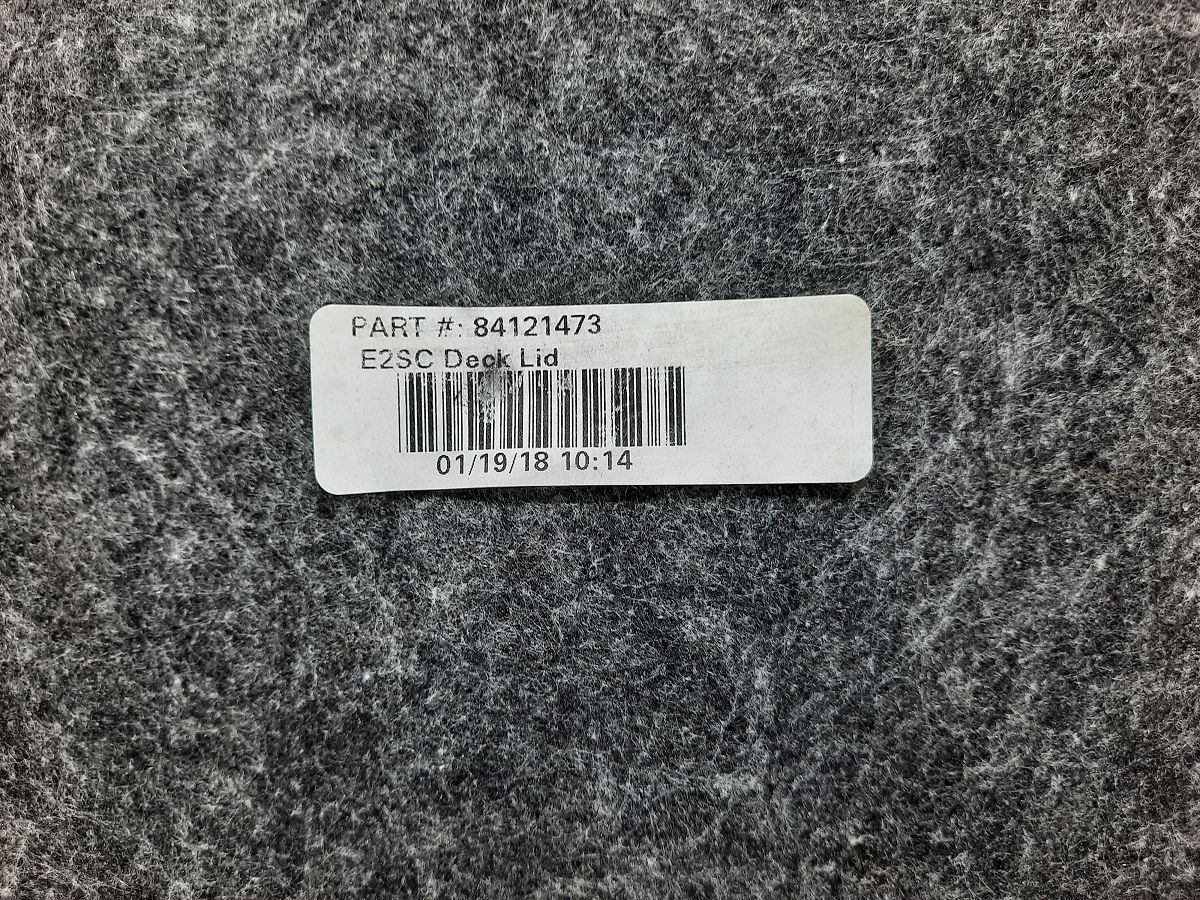 PART #: 84121473
E2SC Deck Lid
01/19/18 10:14